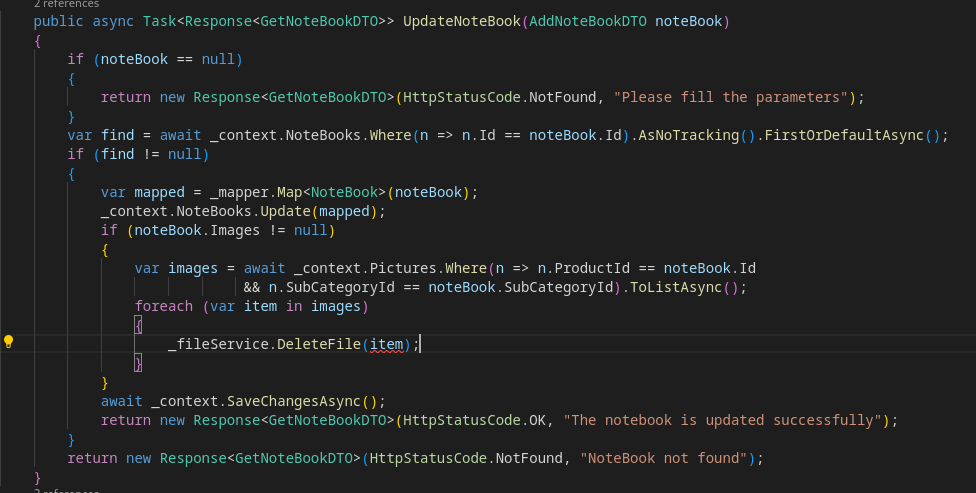 2 references
public async Task<Response<GetNoteBookDTO>> UpdateNoteBook(AddNoteBookDTO noteBook)
{
    if (noteBook == null)
    {
        return new Response<GetNoteBookDTO>(HttpStatusCode.NotFound, "Please fill the parameters");
    }
    var find = await _context.NoteBooks.Where(n => n.Id == noteBook.Id).AsNoTracking().FirstOrDefaultAsync();
    if (find != null)
    {
        var mapped = _mapper.Map<NoteBook>(noteBook);
        _context.NoteBooks.Update(mapped);
        if (noteBook.Images != null)
        {
            var images = await _context.Pictures.Where(n => n.ProductId == noteBook.Id
                         && n.SubCategoryId == noteBook.SubCategoryId).ToListAsync();
            foreach (var item in images)
            {
                _fileService.DeleteFile(item);
            }
        }
        await _context.SaveChangesAsync();
        return new Response<GetNoteBookDTO>(HttpStatusCode.OK, "The notebook is updated successfully");
    }
    return new Response<GetNoteBookDTO>(HttpStatusCode.NotFound, "NoteBook not found");
}
2 references